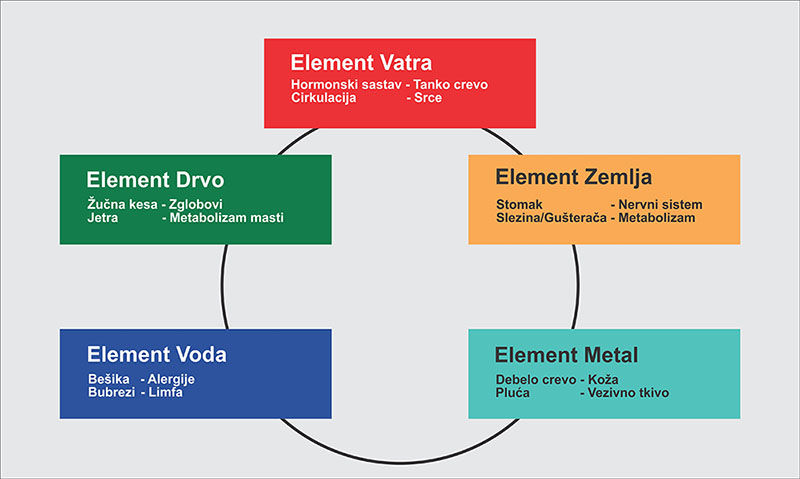 Element Vatra
Hormonski sastav - Tanko crevo
Cirkulacija - Srce
Element Drvo
Žučna kesa - Zglobovi
Jetra - Metabolizam masti
Element Zemlja
Stomak - Nervni sistem
Slezina/Gušterača - Metabolizam
Element Voda
Bešika - Alergije
Bubrezi - Limfa
Element Metal
Debelo crevo - Koža
Pluća - Vezivno tkivo